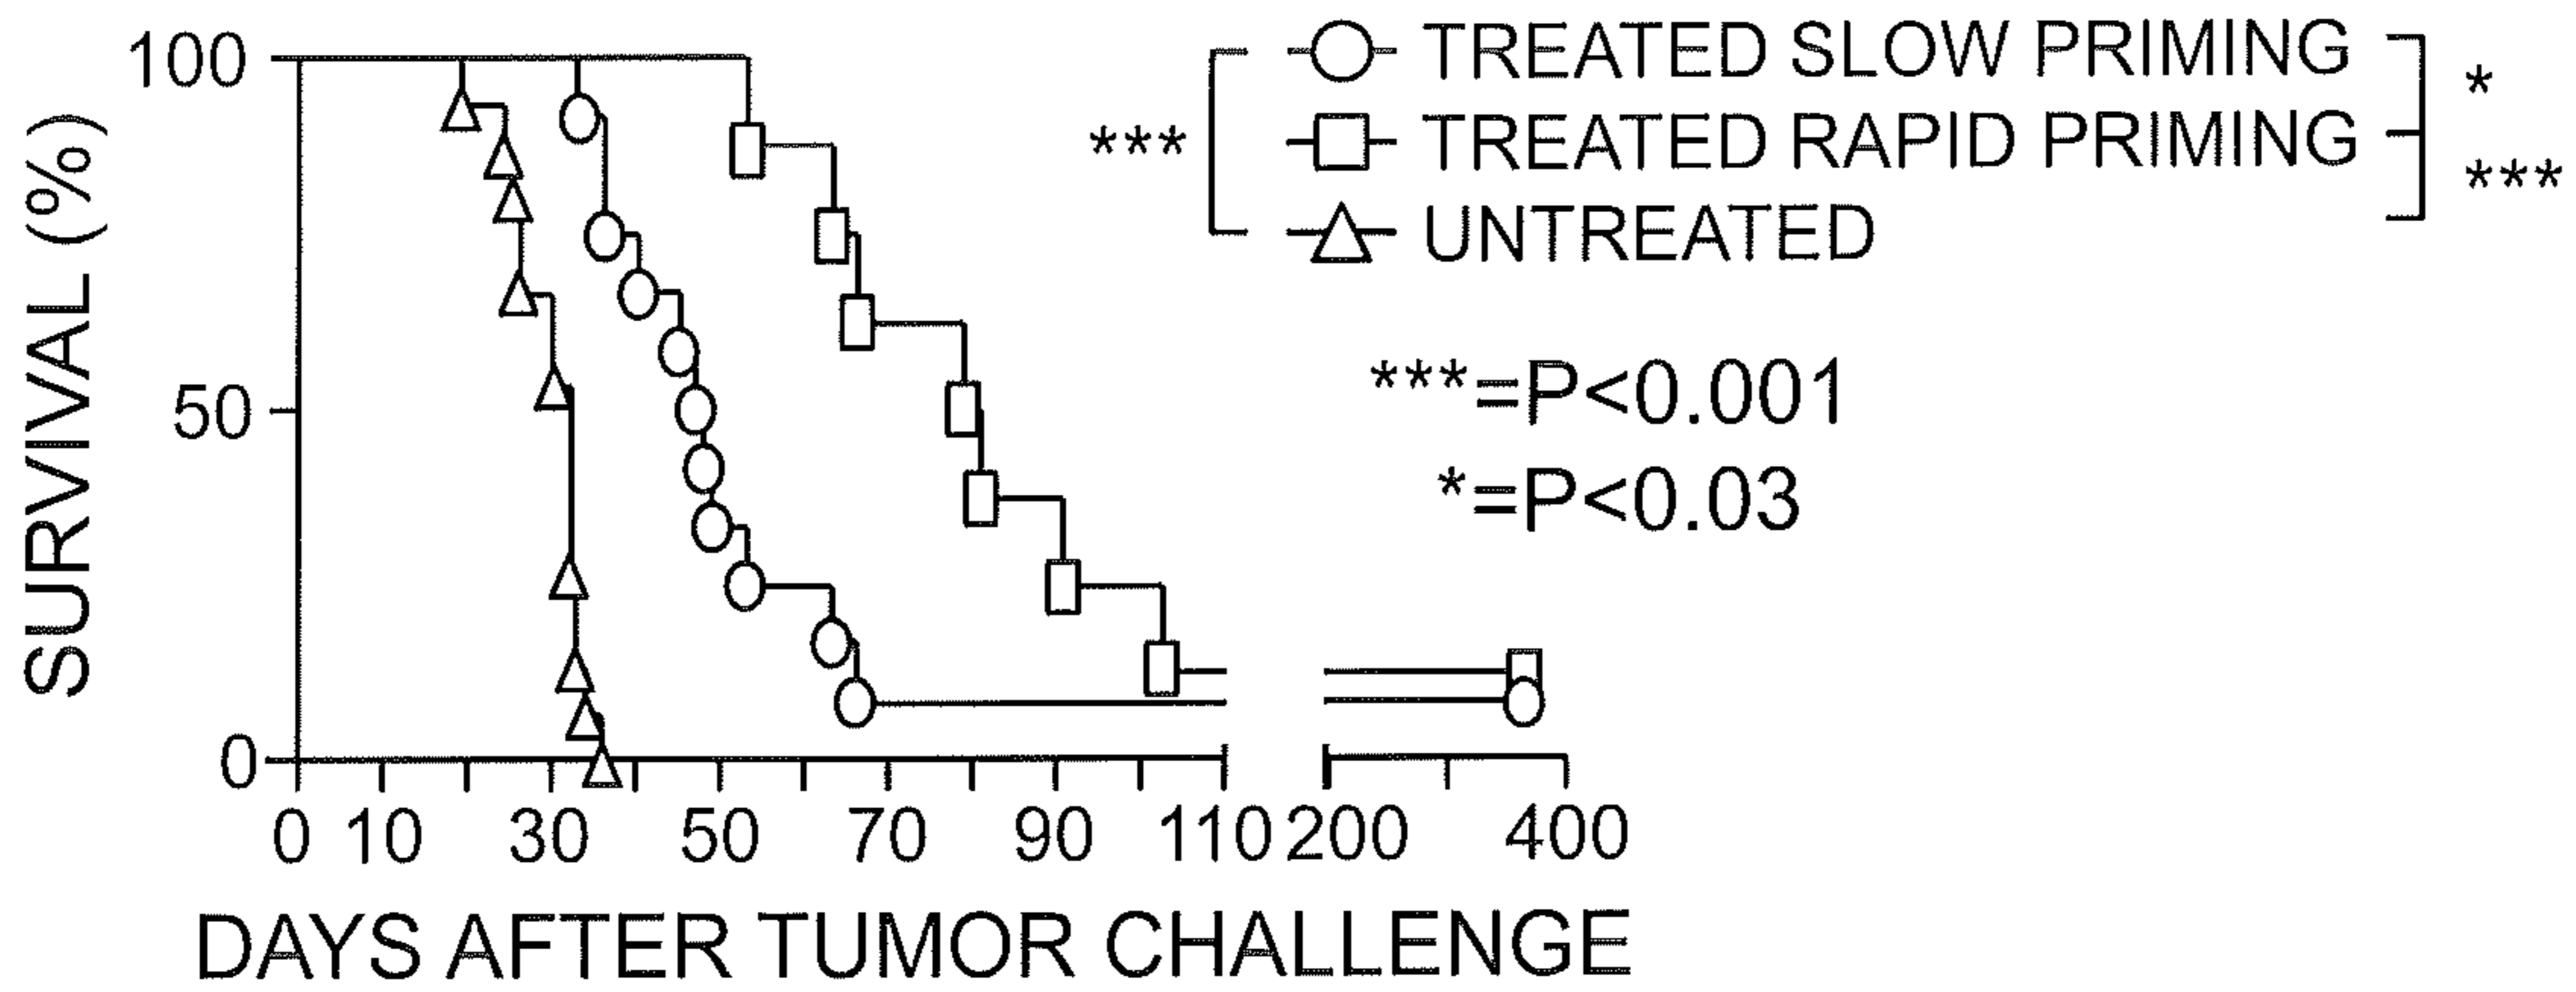 100
50
0
SURVIVAL (%)
0 10 30 50 70 90 110 200 400
DAYS AFTER TUMOR CHALLENGE
***
TREATED SLOW PRIMING
TREATED RAPID PRIMING
UNTREATED
*
***
***=P<0.001
*=P<0.03